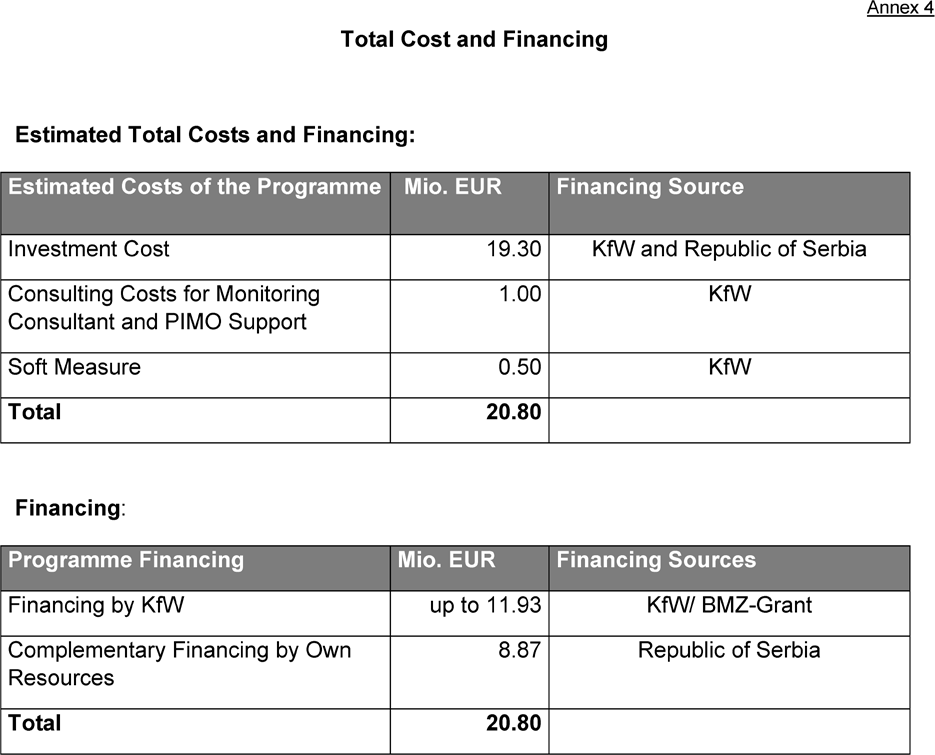 Annex 4
Total Cost and Financing
Estimated Total Costs and Financing:
Estimated Costs of the Programme Mio. EUR Financing Source
Investment Cost 19.30 KfW and Republic of Serbia
Consulting Costs for Monitoring 1.00 KfW
Consultant and PIMO Support
Soft Measure 0.50 KfW
Total 20.80
Financing:
Programme Financing Mio. EUR Financing Sources
Financing by KfW up to 11.93 KfW/ BMZ-Grant
Complementary Financing by Own 8.87 Republic of Serbia
Resources
Total 20.80